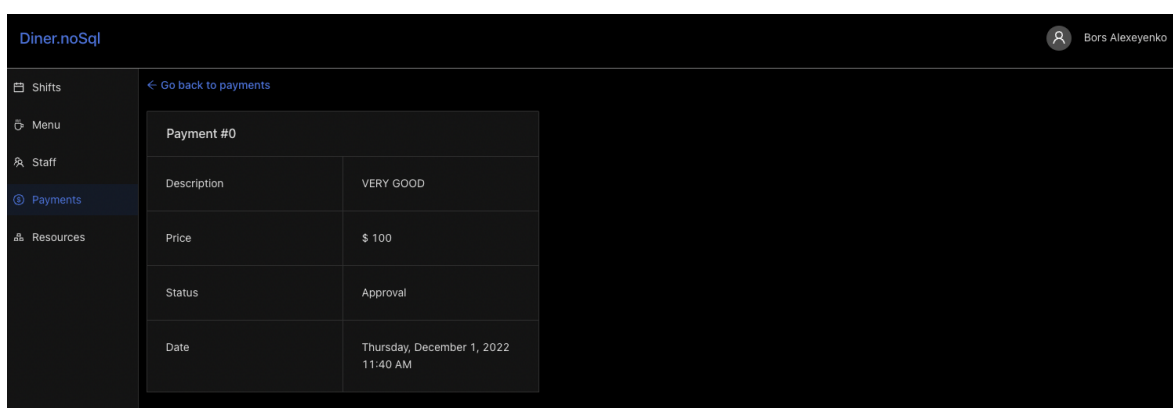 Diner.noSql
Bors Alexeyenko
Shifts
Menu
Staff
Payments
Resources
Go back to payments
Payment #0
Description VERY GOOD
Price $ 100
Status Approval
Date Thursday, December 1, 2022
11:40 AM